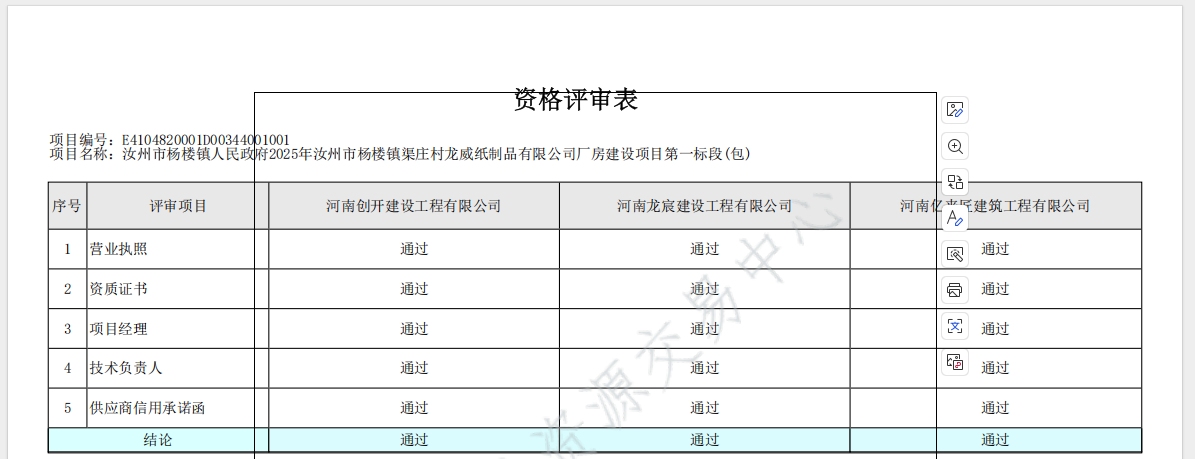 资格评审表
项目编号：E4104820001D00344001001
项目名称：汝州市杨楼镇人民政府2025年汝州市杨楼镇渠庄村龙威纸制品有限公司厂房建设项目第一标段(包)
序号 评审项目 河南创开建设工程有限公司 河南龙宸建设工程有限公司 河南亿 匠建筑工程有限公司
1 营业执照 通过 通过 通过
2 资质证书 通过 通过 通过
3 项目经理 通过 通过 通过
4 技术负责人 通过 通过 通过
5 供应商信用承诺函 通过 通过 通过
结论 通过 通过 通过
资源交易中心